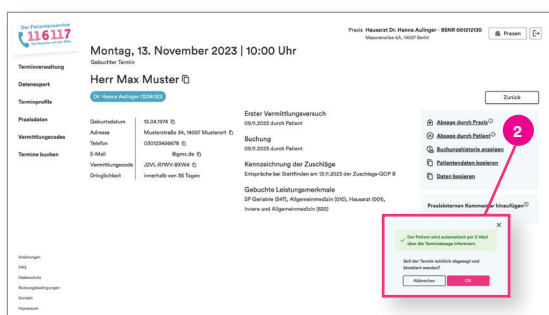 Der Patientenservice
116117
Die Nummer mit den Elfen
Praxis Hausarzt Dr. Hanna Aulinger - BSNR 001212130
Masurenallee 6A, 14057 Berlin
Praxen
Montag, 13. November 2023 | 10:00 Uhr
Gebuchter Termin
Herr Max Muster
Dr. Hanna Aulinger (1234130)
Zurück
Terminverwaltung
Datenexport
Terminprofile
Praxisdaten
Vermittlungscodes
Termine buchen
Geburtsdatum 13.04.1974
Adresse Musterstraße 34, 14057 Musterort
Telefon 030123456678
E-Mail @gmx.de
Vermittlungscode
Dringlichkeit innerhalb von 35 Tagen
Erster Vermittlungsversuch
09.11.2023 durch Patient
Buchung
09.11.2023 durch Patient
Kennzeichnung der Zuschläge
Entspräche bei Stattfinden am 13.11.2023 der Zuschlags-GOP B
Gebuchte Leistungsmerkmale
SP Geriatrie (547), Allgemeinmedizin (010), Hausarzt (001),
Innere und Allgemeinmedizin (620)
Absage durch Praxis
Absage durch Patient
Buchungshistorie anzeigen
Patientendaten kopieren
Daten kopieren
2
Praxisinternen Kommentar hinzufügen
Der Patient wird automatisch per E-Mail
über die Terminabsage informiert.
Soll der Termin wirklich abgesagt und
blockiert werden?
Abbrechen
OK
Anleitungen
FAQ
Datenschutz
Nutzungsbedingungen
Kontakt
Impressum